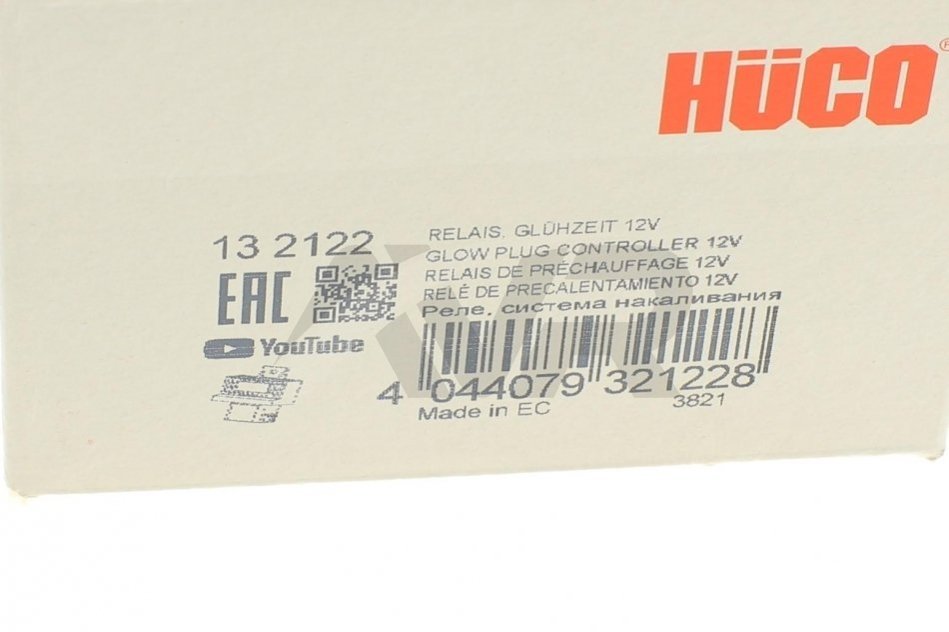 HÜCO®
13 2122
EAC
YouTube
RELAIS. GLÜHZEIT 12V
GLOW PLUG CONTROLLER 12V
RELAIS DE PRÉCHAUFFAGE 12V
RELÉ DE PRECALENTAMIENTO 12V
Реле, система накаливания
4 044079 321228
Made in EC
3821